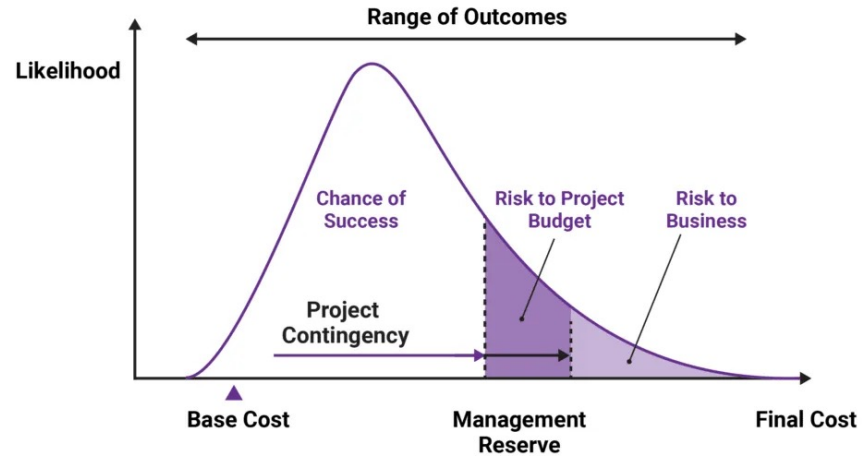 Range of Outcomes
Likelihood
Chance of
Success
Risk to Project
Budget
Risk to
Business
Project
Contingency
Base Cost
Management
Reserve
Final Cost